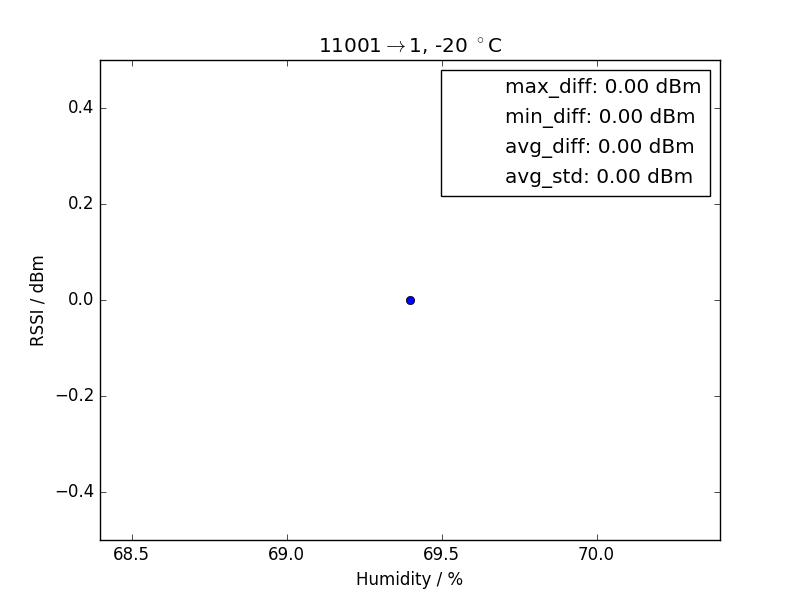 11001→1, -20 °C
max_diff: 0.00 dBm
min_diff: 0.00 dBm
avg_diff: 0.00 dBm
avg_std: 0.00 dBm
0.4
0.2
0.0
−0.2
−0.4
RSSI / dBm
68.5 69.0 69.5 70.0
Humidity / %